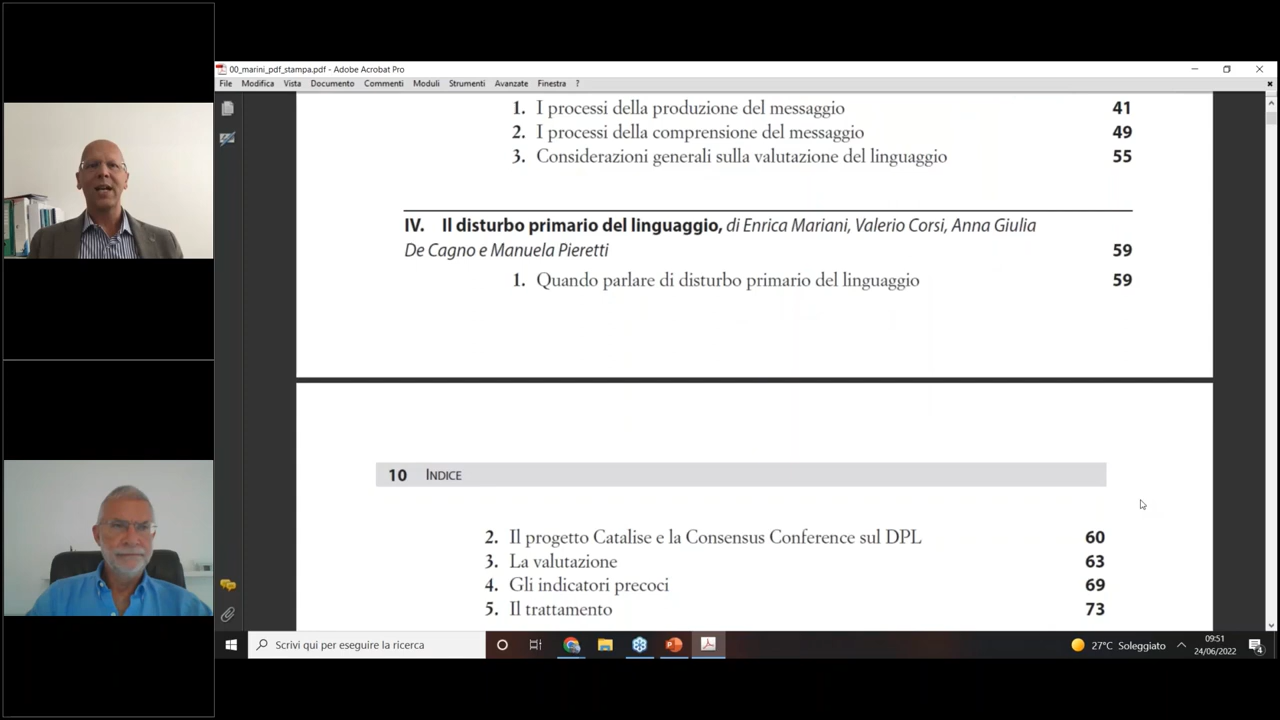 00_marini_pdf_stampa.pdf - Adobe Acrobat Pro
File Modifica Vista Documento Commenti Moduli Strumenti Avanzate Finestra ?
1. I processi della produzione del messaggio 41
2. I processi della comprensione del messaggio 49
3. Considerazioni generali sulla valutazione del linguaggio 55
IV. Il disturbo primario del linguaggio, di Enrica Mariani, Valerio Corsi, Anna Giulia
De Cagno e Manuela Pieretti 59
1. Quando parlare di disturbo primario del linguaggio 59
10 INDICE
2. Il progetto Catalise e la Consensus Conference sul DPL 60
3. La valutazione 63
4. Gli indicatori precoci 69
5. Il trattamento 73
Scrivi qui per eseguire la ricerca
27°C Soleggiato
09:51
24/06/2022
4